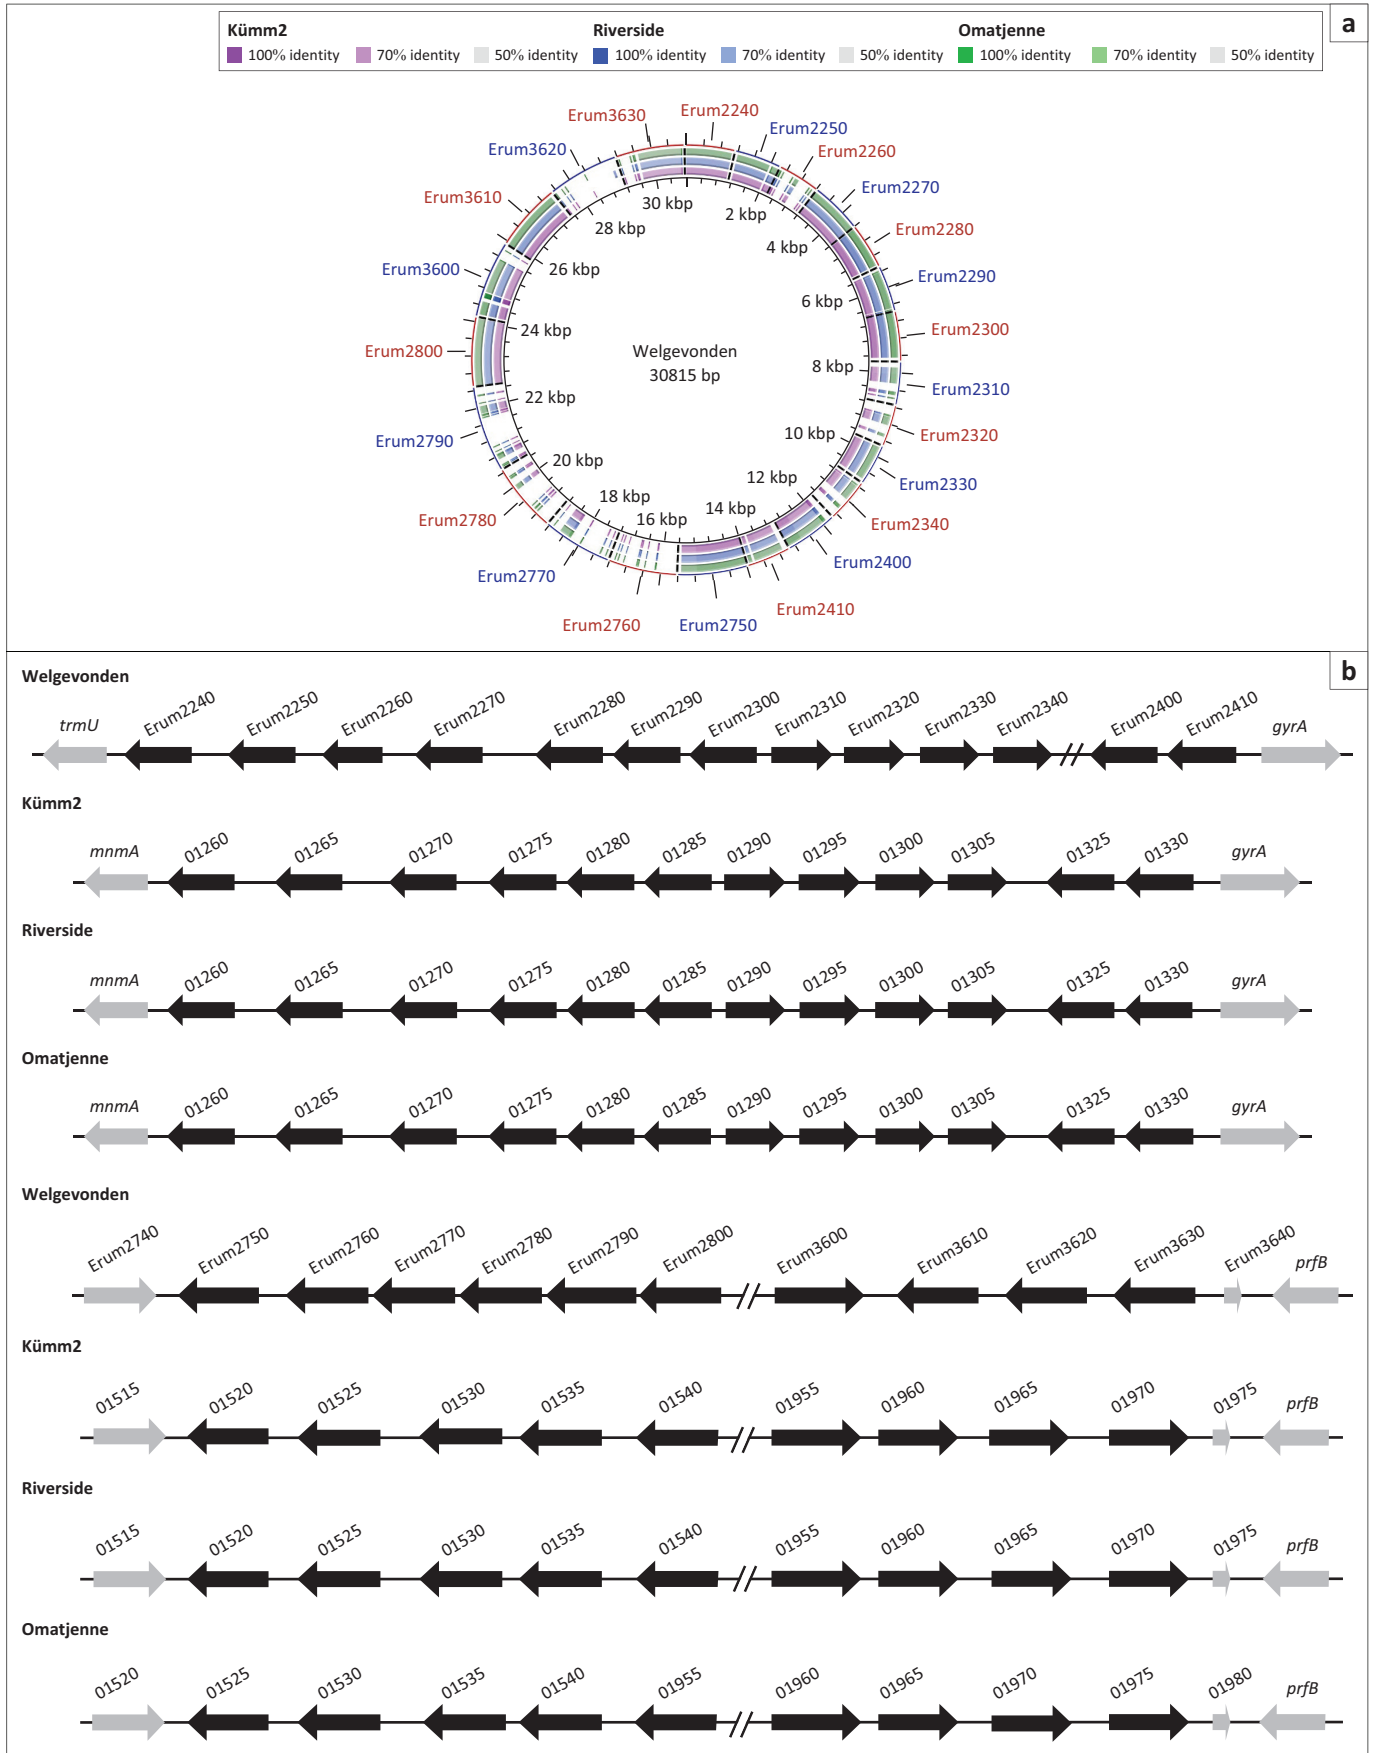 a
Kümm2 Riverside Omatjenne
100% identity 70% identity 50% identity 100% identity 70% identity 50% identity 100% identity 70% identity 50% identity
Erum2240
Erum2250
Erum2260
Erum2270
Erum2280
Erum2290
Erum2300
Erum2310
Erum2320
Erum2330
Erum2340
Erum2400
Erum2410
Erum2750
Erum2760
Erum2770
Erum2780
Erum2790
Erum2800
Erum3600
Erum3610
Erum3620
Erum3630
2 kbp
4 kbp
6 kbp
8 kbp
10 kbp
12 kbp
14 kbp
16 kbp
18 kbp
20 kbp
22 kbp
24 kbp
26 kbp
28 kbp
30 kbp
Welgevonden
30815 bp
b
Welgevonden
trmU Erum2240 Erum2250 Erum2260 Erum2270 Erum2280 Erum2290 Erum2300 Erum2310 Erum2320 Erum2330 Erum2340 Erum2400 Erum2410 gyrA
Kümm2
mnmA 01260 01265 01270 01275 01280 01285 01290 01295 01300 01305 01325 01330 gyrA
Riverside
mnmA 01260 01265 01270 01275 01280 01285 01290 01295 01300 01305 01325 01330 gyrA
Omatjenne
mnmA 01260 01265 01270 01275 01280 01285 01290 01295 01300 01305 01325 01330 gyrA
Welgevonden
Erum2740 Erum2750 Erum2760 Erum2770 Erum2780 Erum2790 Erum2800 Erum3600 Erum3610 Erum3620 Erum3630 Erum3640 prfB
Kümm2
01515 01520 01525 01530 01535 01540 01955 01960 01965 01970 01975 prfB
Riverside
01515 01520 01525 01530 01535 01540 01955 01960 01965 01970 01975 prfB
Omatjenne
01520 01525 01530 01535 01540 01955 01960 01965 01970 01975 01980 prfB